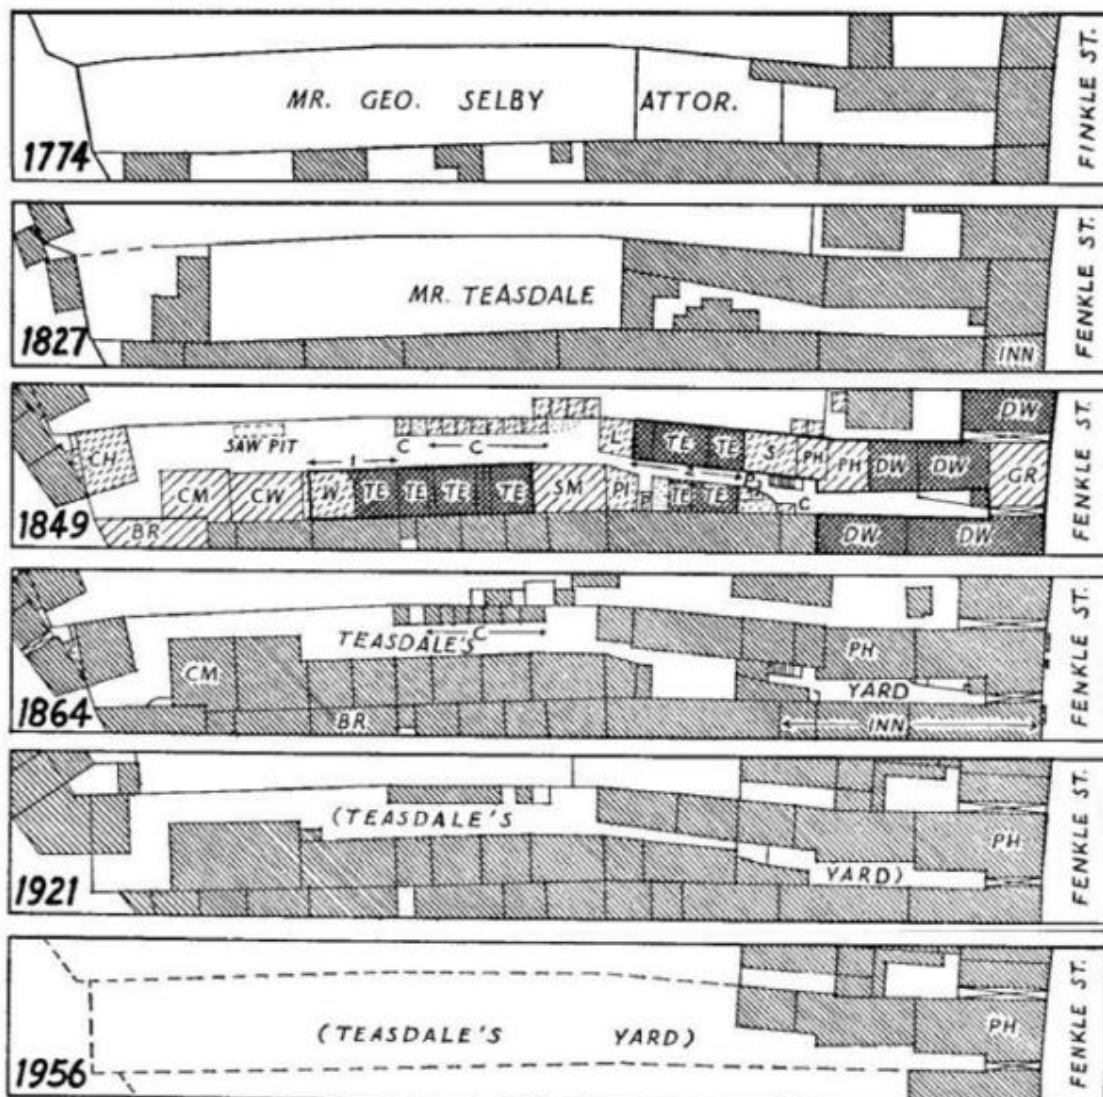 MR. GEO. SELBY ATTOR.
1774
FINKLE ST.
MR. TEASDALE
1827
INN
FENKLE ST.
DW
CH
SAW PIT
C C
L TE TE S PH PH DW DW
1 2
CM CW W TE TE TE TE SM PI P TE TE P C
GR
BR
DW DW
1849
FENKLE ST.
TEASDALE'S C
PH
CM
YARD
BR INN
1864
FENKLE ST.
(TEASDALE'S
PH
YARD)
1921
FENKLE ST.
(TEASDALE'S YARD)
PH
1956
FENKLE ST.